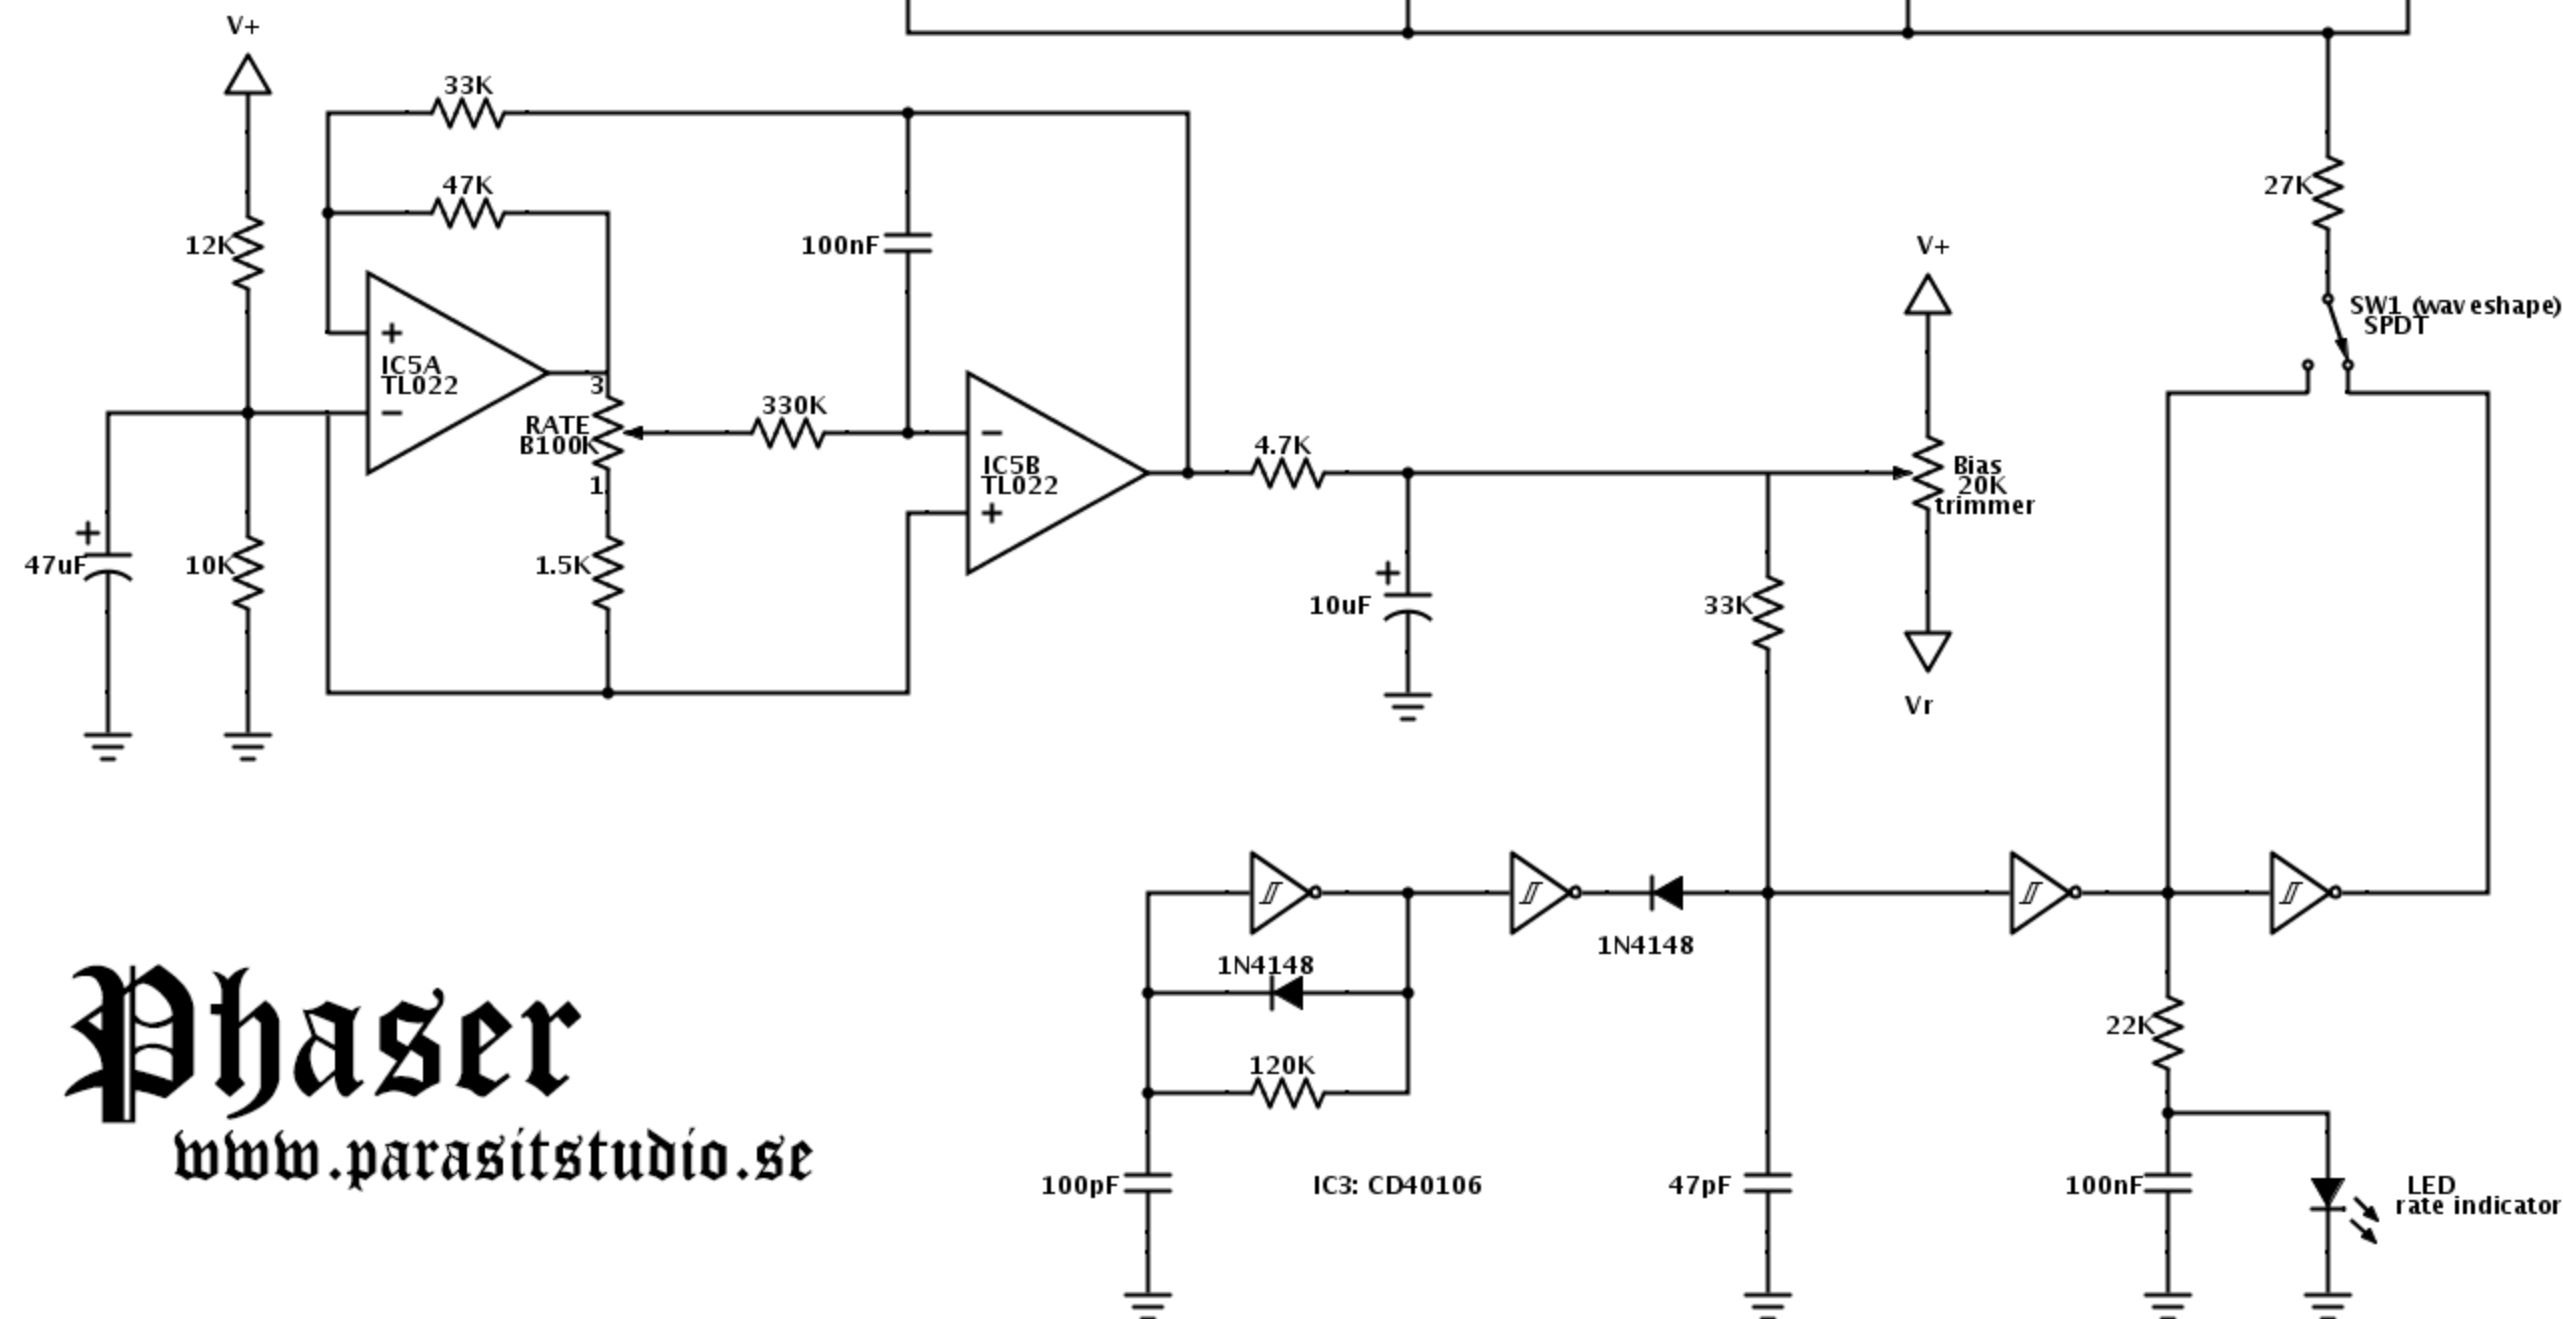 V+
33K
47K
12K
100nF
27K
V+
SW1 (waveshape)
SPDT
+
IC5A
TL022
−
3
RATE
B100K
1
330K
−
IC5B
TL022
+
4.7K
Bias
20K
trimmer
+
47uF
10K
1.5K
+
10uF
33K
Vr
1N4148
1N4148
120K
22K
100pF
IC3: CD40106
47pF
100nF
LED
rate indicator
Phaser
www.parasitstudio.se